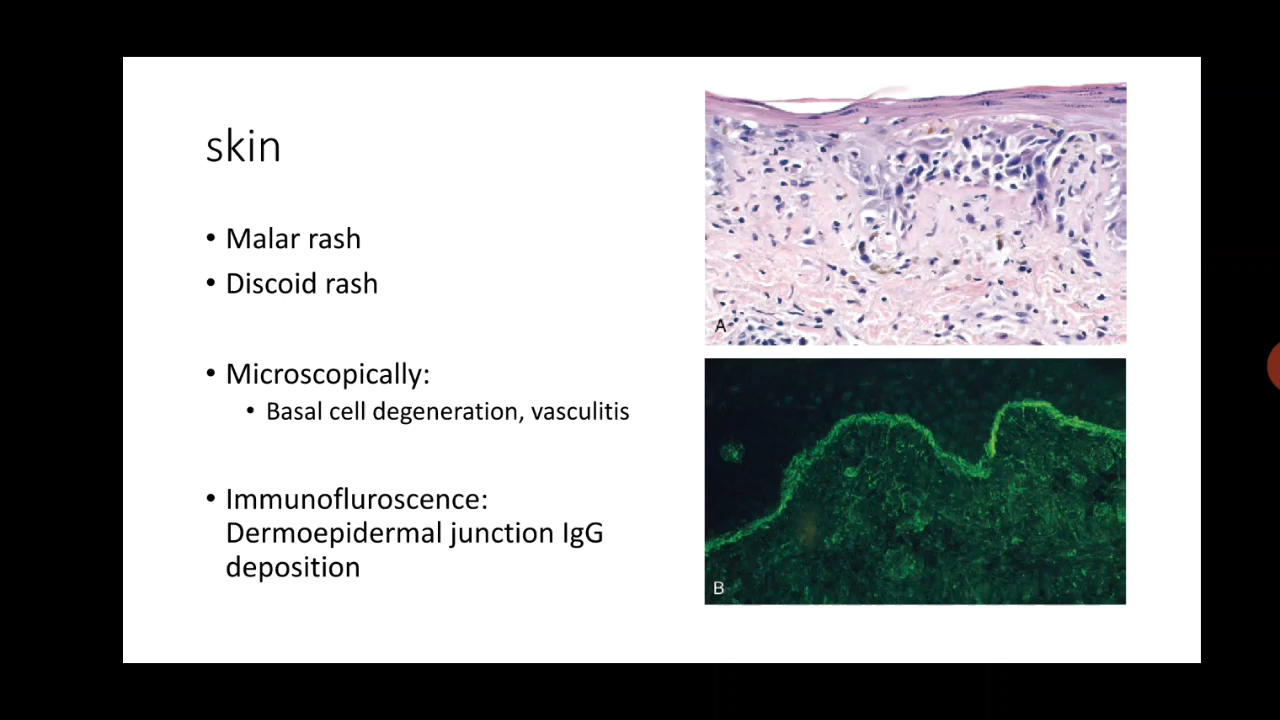 skin
• Malar rash
• Discoid rash
• Microscopically:
• Basal cell degeneration, vasculitis
• Immunofluroscence:
Dermoepidermal junction IgG
deposition
A
B